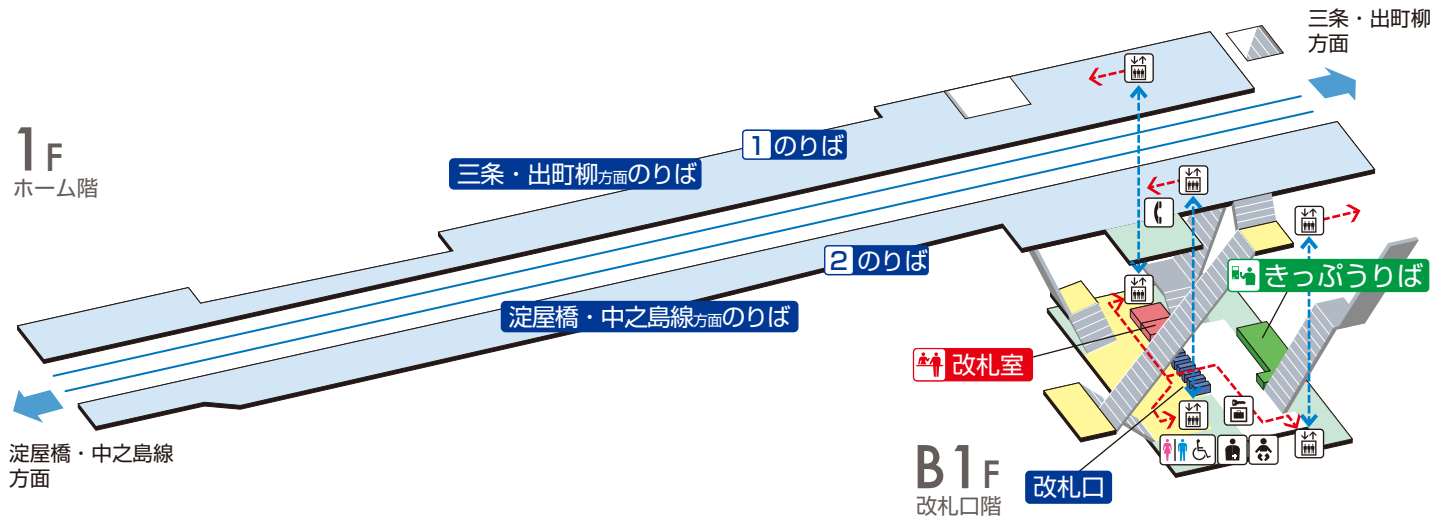 三条・出町柳
方面
1F
ホーム階
1 のりば
三条・出町柳方面のりば
2 のりば
きっぷうりば
淀屋橋・中之島線方面のりば
改札室
淀屋橋・中之島線
方面
B1F
改札口階
改札口